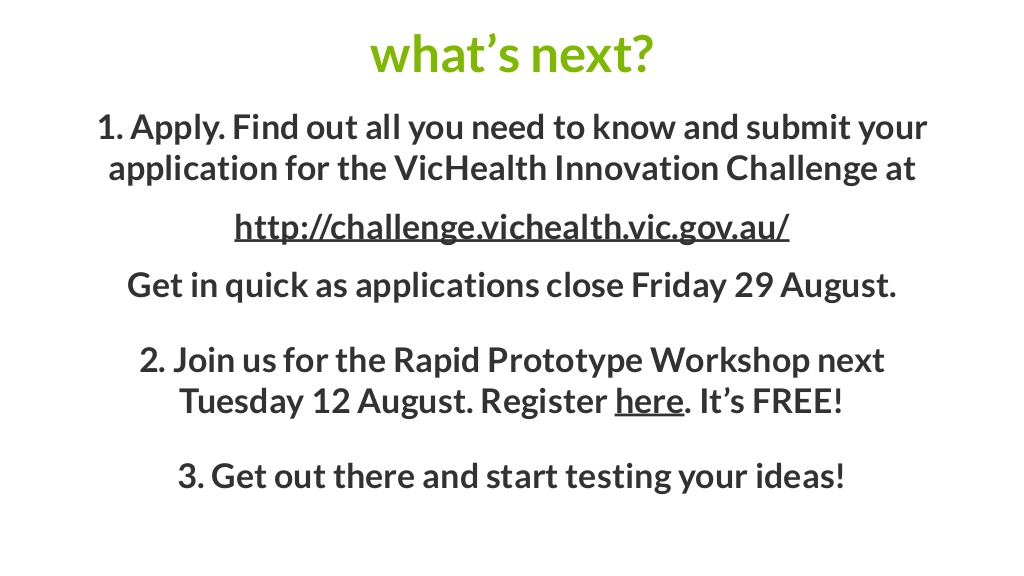 what’s next?
1. Apply. Find out all you need to know and submit your
application for the VicHealth Innovation Challenge at
http://challenge.vichealth.vic.gov.au/
Get in quick as applications close Friday 29 August.
2. Join us for the Rapid Prototype Workshop next
Tuesday 12 August. Register here. It’s FREE!
3. Get out there and start testing your ideas!